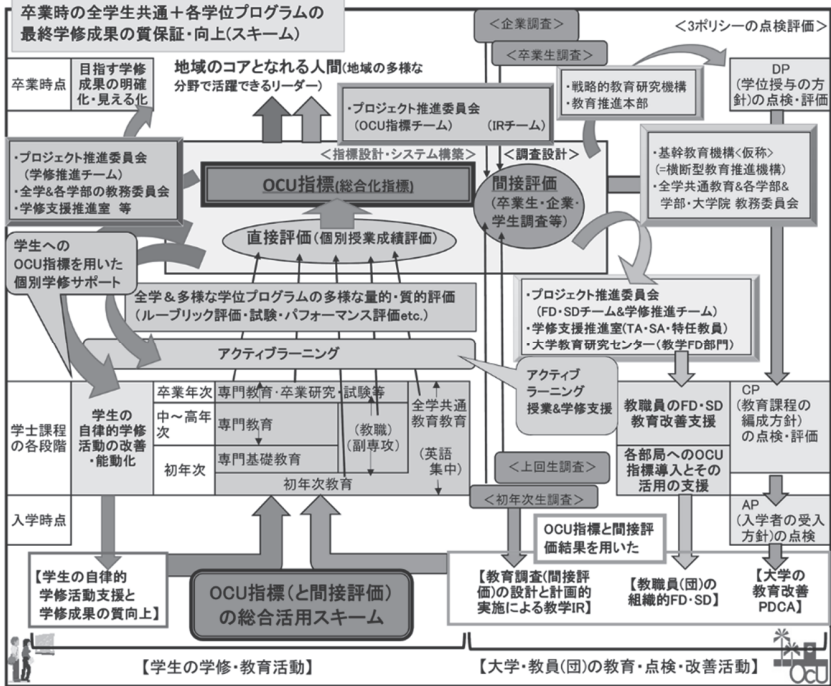 卒業時の全学生共通＋各学位プログラムの
最終学修成果の質保証・向上（スキーム）
＜企業調査＞
＜卒業生調査＞
＜3ポリシーの点検評価＞
卒業時点
目指す学修
成果の明確
化・見える化
地域のコアとなれる人間（地域の多様な
分野で活躍できるリーダー）
・戦略的教育研究機構
・教育推進本部
DP
（学位授与の方
針）の点検・評価
・プロジェクト推進委員会
（OCU指標チーム）　（IRチーム）
・プロジェクト推進委員会
（学修推進チーム）
・全学&各学部の教務委員会
・学修支援推進室 等
＜指標設計・システム構築＞
＜調査設計＞
OCU指標（総合化指標）
間接評価
（卒業生・企業・
学生調査等）
・基幹教育機構＜仮称＞
（=横断型教育推進機構）
・全学共通教育&各学部&
学部・大学院 教務委員会
直接評価（個別授業成績評価）
学生への
OCU指標を用いた
個別学修サポート
全学&多様な学位プログラムの多様な量的・質的評価
（ルーブリック評価・試験・パフォーマンス評価etc.）
・プロジェクト推進委員会
（FD・SDチーム&学修推進チーム）
・学修支援推進室（TA・SA・特任教員）
・大学教育研究センター（教学FD部門）
アクティブラーニング
アクティブ
ラーニング
授業&学修支援
学士課程
の各段階
学生の
自律的学修
活動の改善
・能動化
卒業年次
専門教育・卒業研究・試験等
全学共通
教育教育
中～高年
次
専門教育
（教職）
（副専攻）
初年次
専門基礎教育
（英語
集中）
初年次教育
教職員のFD・SD
教育改善支援
各部局へのOCU
指標導入とその
活用の支援
CP
（教育課程の
編成方針）
の点検・評価
＜上回生調査＞
＜初年次生調査＞
入学時点
AP
（入学者の受入
方針）の点検
OCU指標と間接評
価結果を用いた
【学生の自律的
学修活動支援と
学修成果の質向上】
OCU指標（と間接評価）
の総合活用スキーム
【教育調査（間接評
価）の設計と計画的
実施による教学IR】
【教職員（団）の
組織的FD・SD】
【大学の
教育改善
PDCA】
【学生の学修・教育活動】
【大学・教員（団）の教育・点検・改善活動】
OCU